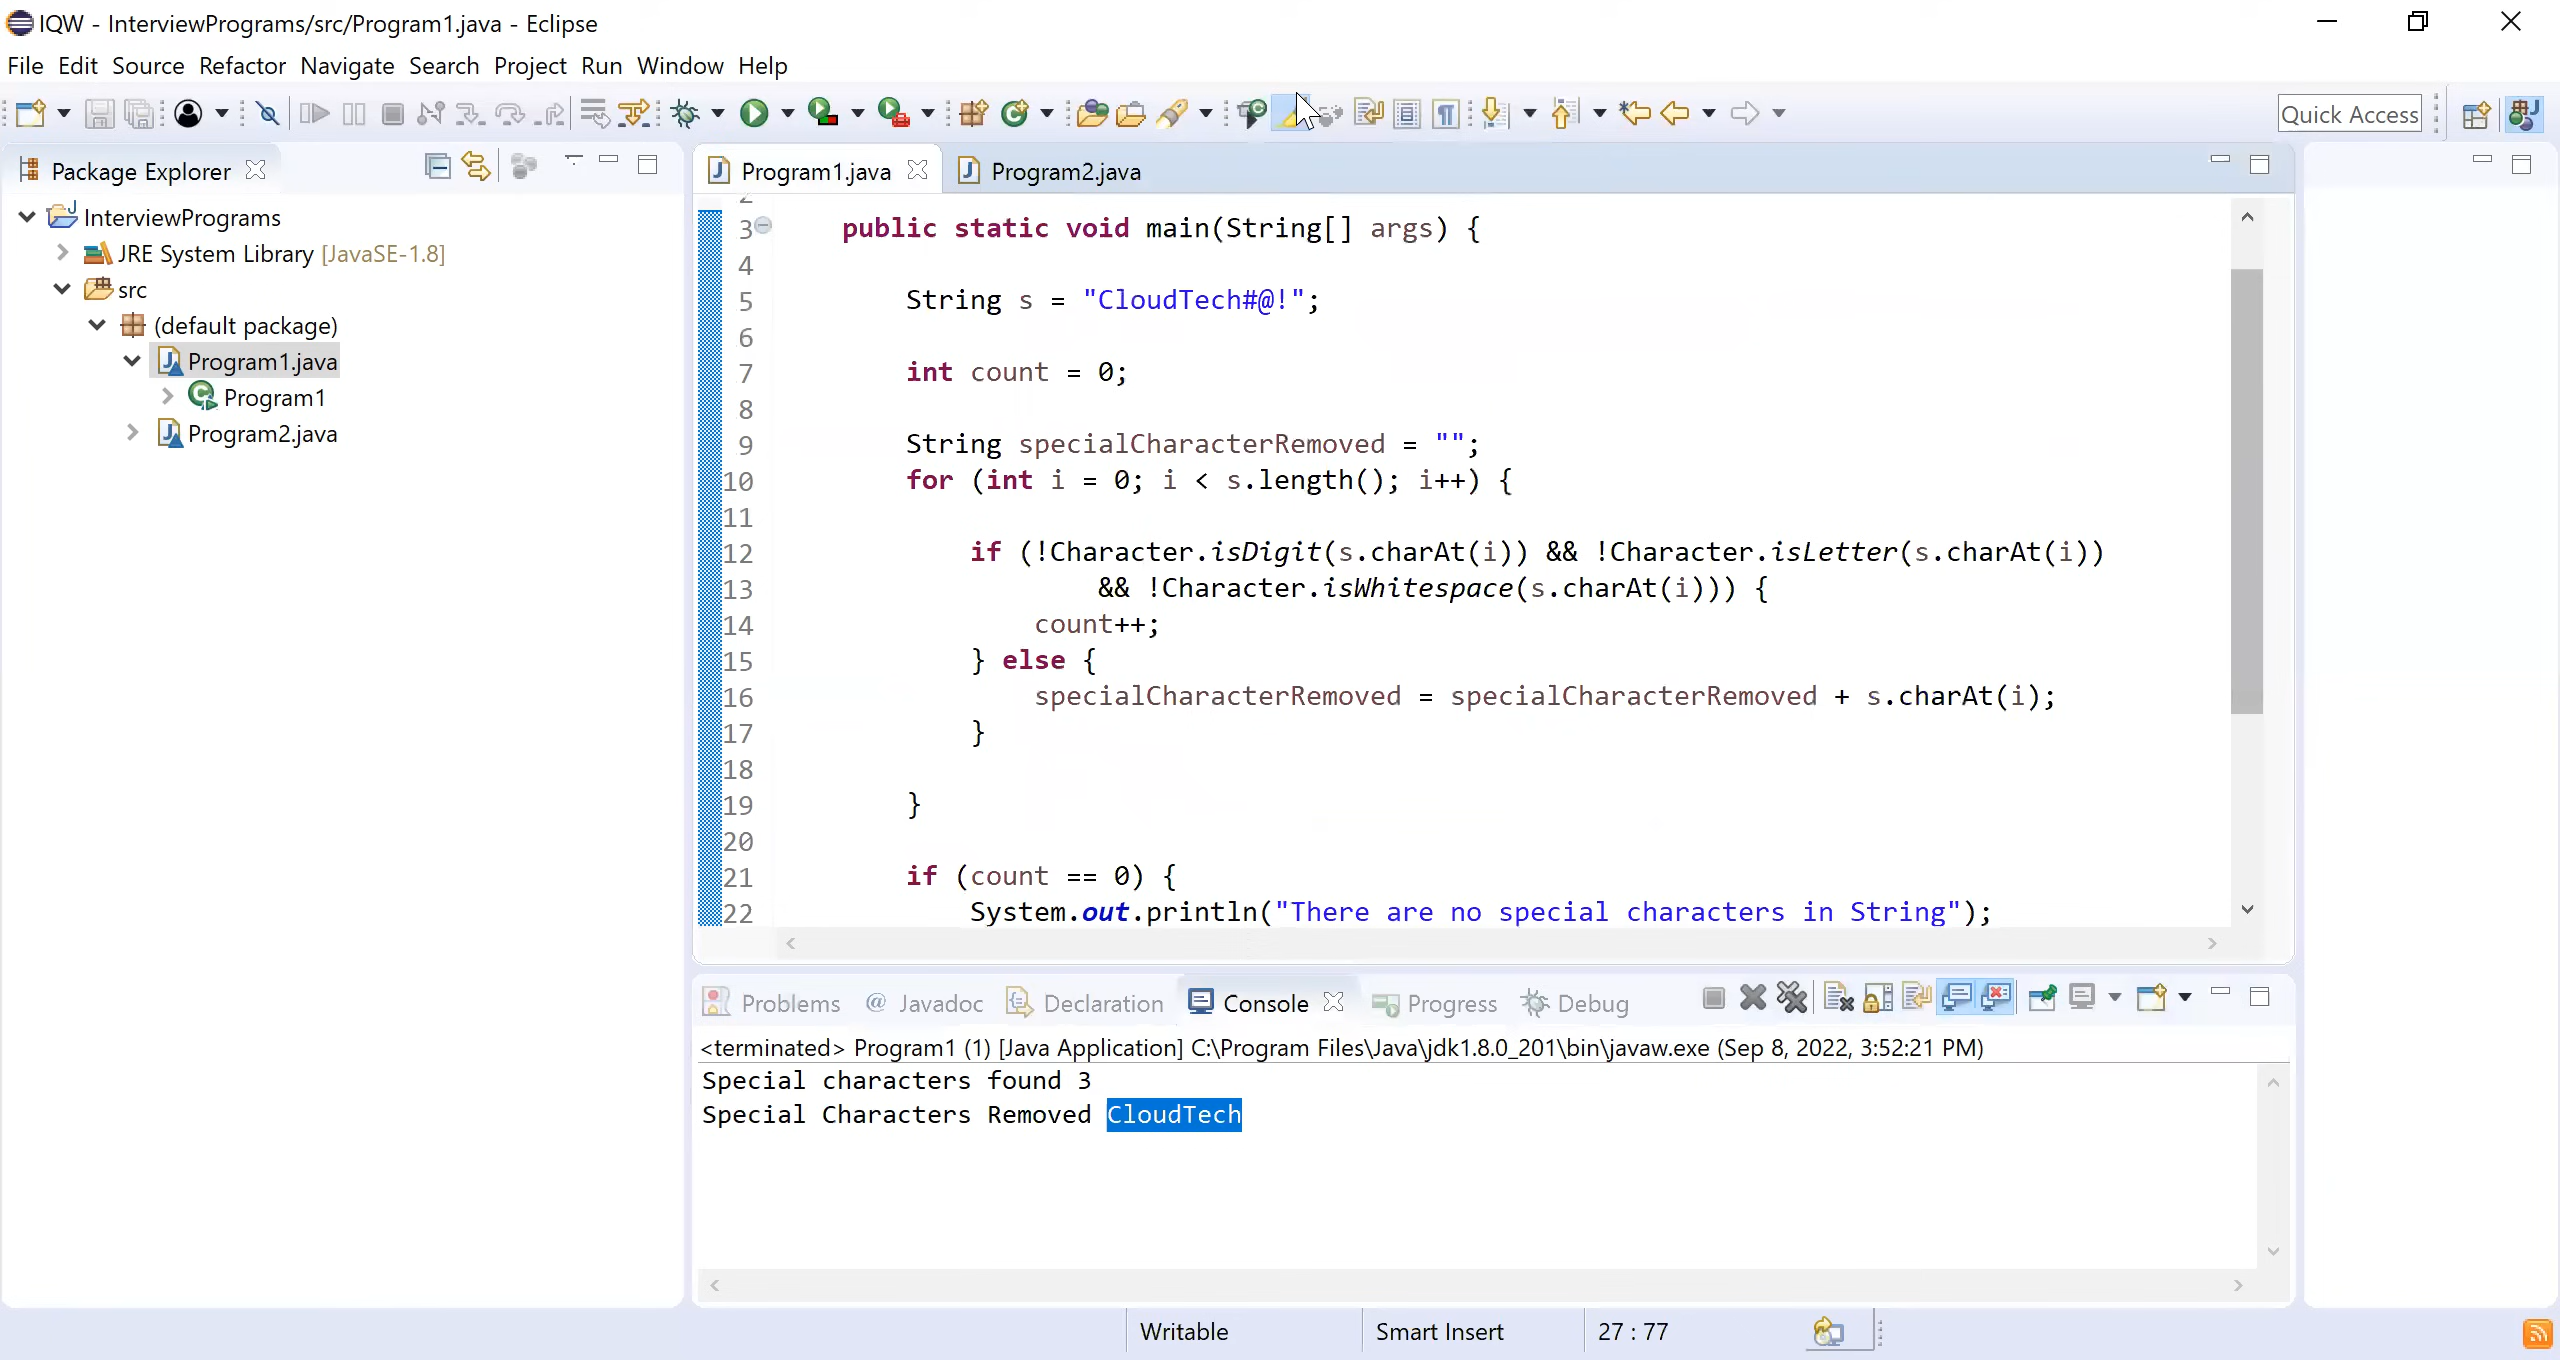 IQW - InterviewPrograms/src/Program1.java - Eclipse
File Edit Source Refactor Navigate Search Project Run Window Help
Quick Access
Package Explorer
InterviewPrograms
JRE System Library [JavaSE-1.8]
src
(default package)
Program1.java
Program1
Program2.java
Program1.java Program2.java
3 public static void main(String[] args) {
4
5 String s = "CloudTech#@!";
6
7 int count = 0;
8
9 String specialCharacterRemoved = "";
10 for (int i = 0; i < s.length(); i++) {
11
12 if (!Character.isDigit(s.charAt(i)) && !Character.isLetter(s.charAt(i))
13 && !Character.isWhitespace(s.charAt(i))) {
14 count++;
15 } else {
16 specialCharacterRemoved = specialCharacterRemoved + s.charAt(i);
17 }
18
19 }
20
21 if (count == 0) {
22 System.out.println("There are no special characters in String");
Problems @ Javadoc Declaration Console Progress Debug
<terminated> Program1 (1) [Java Application] C:\Program Files\Java\jdk1.8.0_201\bin\javaw.exe (Sep 8, 2022, 3:52:21 PM)
Special characters found 3
Special Characters Removed CloudTech
Writable Smart Insert 27 : 77